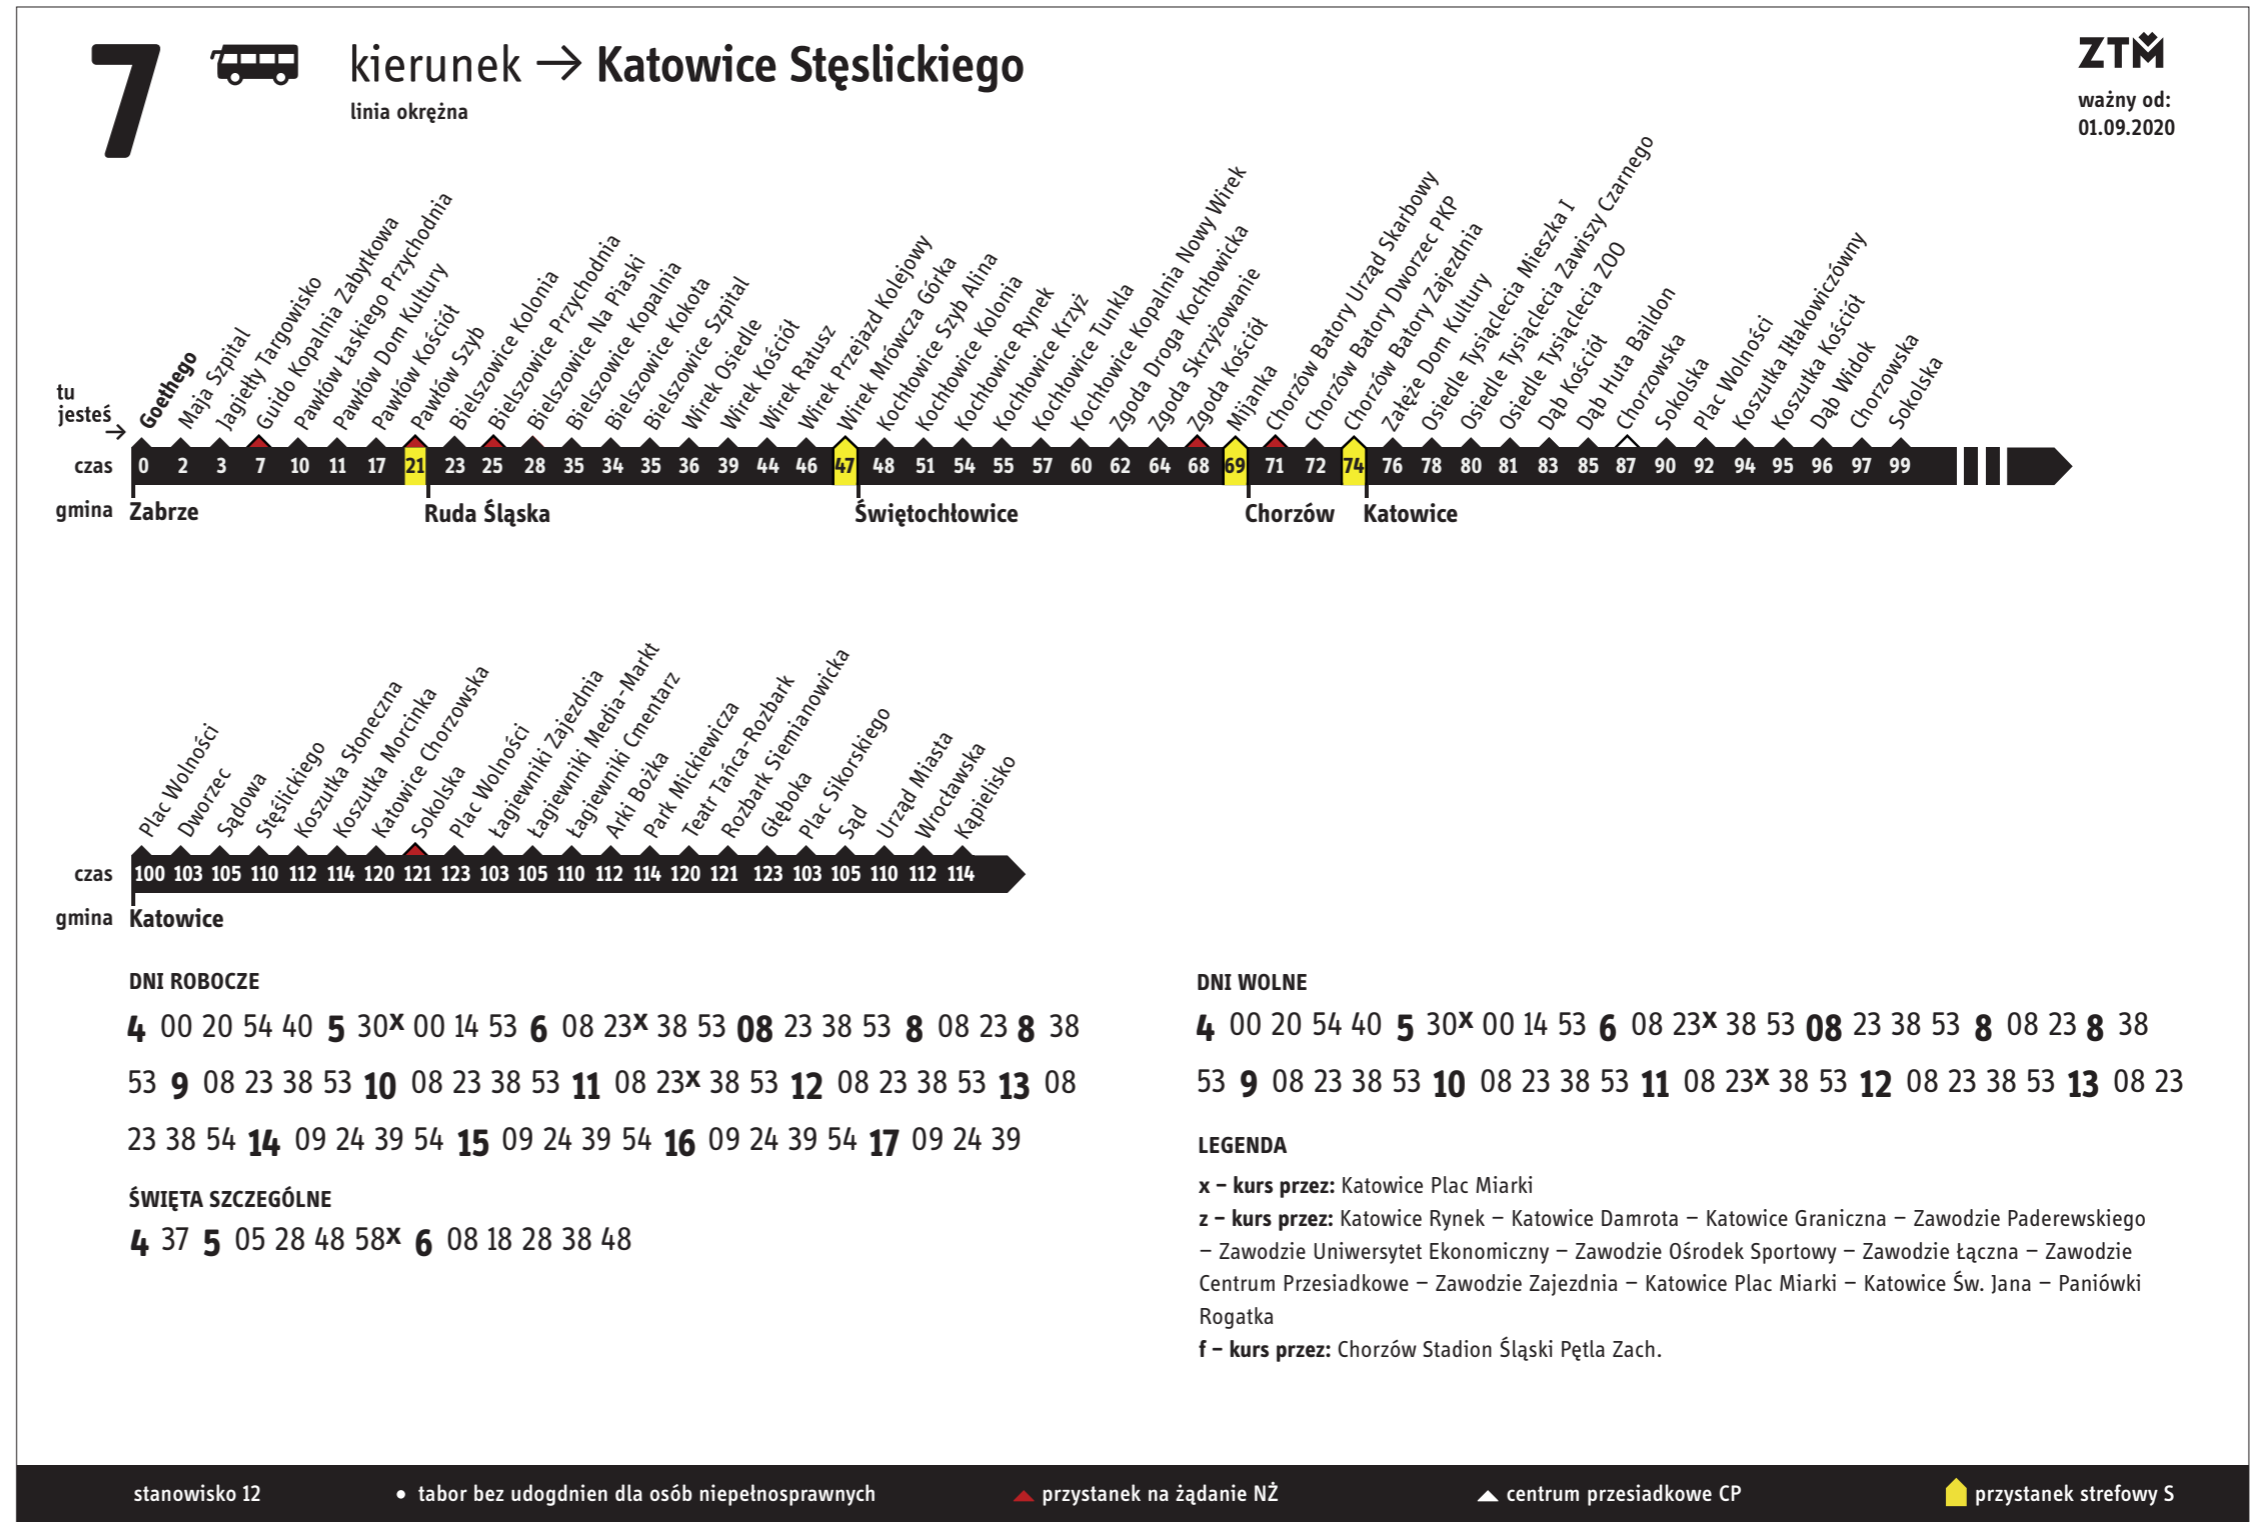 7 kierunek → Katowice Stęslickiego
linia okrężna
ZTM
ważny od:
01.09.2020
tu
jesteś
→
Goethego
Maja Szpital
Jagiełły Targowisko
Guido Kopalnia Zabytkowa
Pawłów Łaskiego Przychodnia
Pawłów Dom Kultury
Pawłów Kościół
Pawłów Szyb
Bielszowice Kolonia
Bielszowice Przychodnia
Bielszowice Na Piaski
Bielszowice Kopalnia
Bielszowice Kokota
Bielszowice Szpital
Wirek Osiedle
Wirek Kościół
Wirek Ratusz
Wirek Przejazd Kolejowy
Wirek Mrówcza Górka
Kochłowice Szyb Alina
Kochłowice Kolonia
Kochłowice Rynek
Kochłowice Krzyż
Kochłowice Tunkla
Kochłowice Kopalnia Nowy Wirek
Zgoda Droga Kochłowicka
Zgoda Skrzyżowanie
Zgoda Kościół
Mijanka
Chorzów Batory Urząd Skarbowy
Chorzów Batory Dworzec PKP
Chorzów Batory Zajezdnia
Załęże Dom Kultury
Osiedle Tysiąclecia Mieszka I
Osiedle Tysiąclecia Zawiszy Czarnego
Osiedle Tysiąclecia ZOO
Dąb Kościół
Dąb Huta Baildon
Chorzowska
Sokolska
Plac Wolności
Koszutka Iłłakowiczówny
Koszutka Kościół
Dąb Widok
Chorzowska
Sokolska
czas 0 2 3 7 10 11 17 21 23 25 28 35 34 35 36 39 44 46 47 48 51 54 55 57 60 62 64 68 69 71 72 74 76 78 80 81 83 85 87 90 92 94 95 96 97 99
gmina Zabrze Ruda Śląska Świętochłowice Chorzów Katowice
Plac Wolności
Dworzec
Sądowa
Stęślickiego
Koszutka Słoneczna
Koszutka Morcinka
Katowice Chorzowska
Sokolska
Plac Wolności
Łagiewniki Zajezdnia
Łagiewniki Media-Markt
Łagiewniki Cmentarz
Arki Bożka
Park Mickiewicza
Teatr Tańca-Rozbark
Rozbark Siemianowicka
Głęboka
Plac Sikorskiego
Sąd
Urząd Miasta
Wrocławska
Kąpielisko
czas 100 103 105 110 112 114 120 121 123 103 105 110 112 114 120 121 123 103 105 110 112 114
gmina Katowice
DNI ROBOCZE
4 00 20 54 40 5 30x 00 14 53 6 08 23x 38 53 08 23 38 53 8 08 23 8 38
53 9 08 23 38 53 10 08 23 38 53 11 08 23x 38 53 12 08 23 38 53 13 08
23 38 54 14 09 24 39 54 15 09 24 39 54 16 09 24 39 54 17 09 24 39
ŚWIĘTA SZCZEGÓLNE
4 37 5 05 28 48 58x 6 08 18 28 38 48
DNI WOLNE
4 00 20 54 40 5 30x 00 14 53 6 08 23x 38 53 08 23 38 53 8 08 23 8 38
53 9 08 23 38 53 10 08 23 38 53 11 08 23x 38 53 12 08 23 38 53 13 08 23
LEGENDA
x – kurs przez: Katowice Plac Miarki
z – kurs przez: Katowice Rynek – Katowice Damrota – Katowice Graniczna – Zawodzie Paderewskiego
– Zawodzie Uniwersytet Ekonomiczny – Zawodzie Ośrodek Sportowy – Zawodzie Łączna – Zawodzie
Centrum Przesiadkowe – Zawodzie Zajezdnia – Katowice Plac Miarki – Katowice Św. Jana – Paniówki
Rogatka
f – kurs przez: Chorzów Stadion Śląski Pętla Zach.
stanowisko 12 • tabor bez udogdnien dla osób niepełnosprawnych przystanek na żądanie NŻ centrum przesiadkowe CP przystanek strefowy S